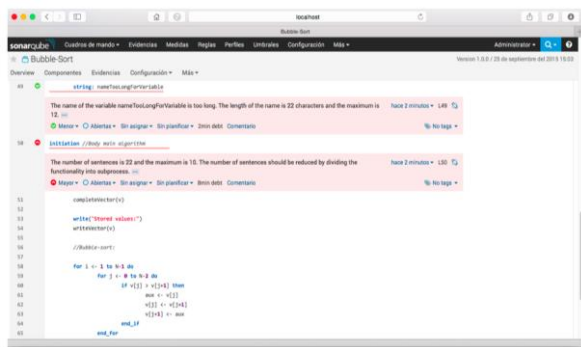 localhost
Bubble Sort
sonarqube Cuadros de mando Evidencias Medidas Reglas Perfiles Umbrales Configuración Más Administrator
Bubble-Sort Version 1.0.0 / 20 de septiembre del 2015 15:03
Overview Componentes Evidencias Configuración Más
49 string: nameTooLongForVariable
The name of the variable nameTooLongForVariable is too long. The length of the name is 22 characters and the maximum is hace 2 minutos L49
12.
Menor Abiertas Sin asignar Sin planificar 2min debt Comentario No tags
50 initiation //Body main algorithm
The number of sentences is 22 and the maximum is 10. The number of sentences should be reduced by dividing the hace 2 minutos L50
functionality into subprocess.
Mayor Abiertas Sin asignar Sin planificar 8min debt Comentario No tags
51 completeVector(v)
52
53 write("Stored values:")
54 writeVector(v)
55
56 //Bubble-sort:
57
58 for i <- 1 to N-1 do
59 for j <- 0 to N-2 do
60 if v[j] > v[j+1] then
61 aux <- v[j]
62 v[j] <- v[j+1]
63 v[j+1] <- aux
64 end_if
65 end_for